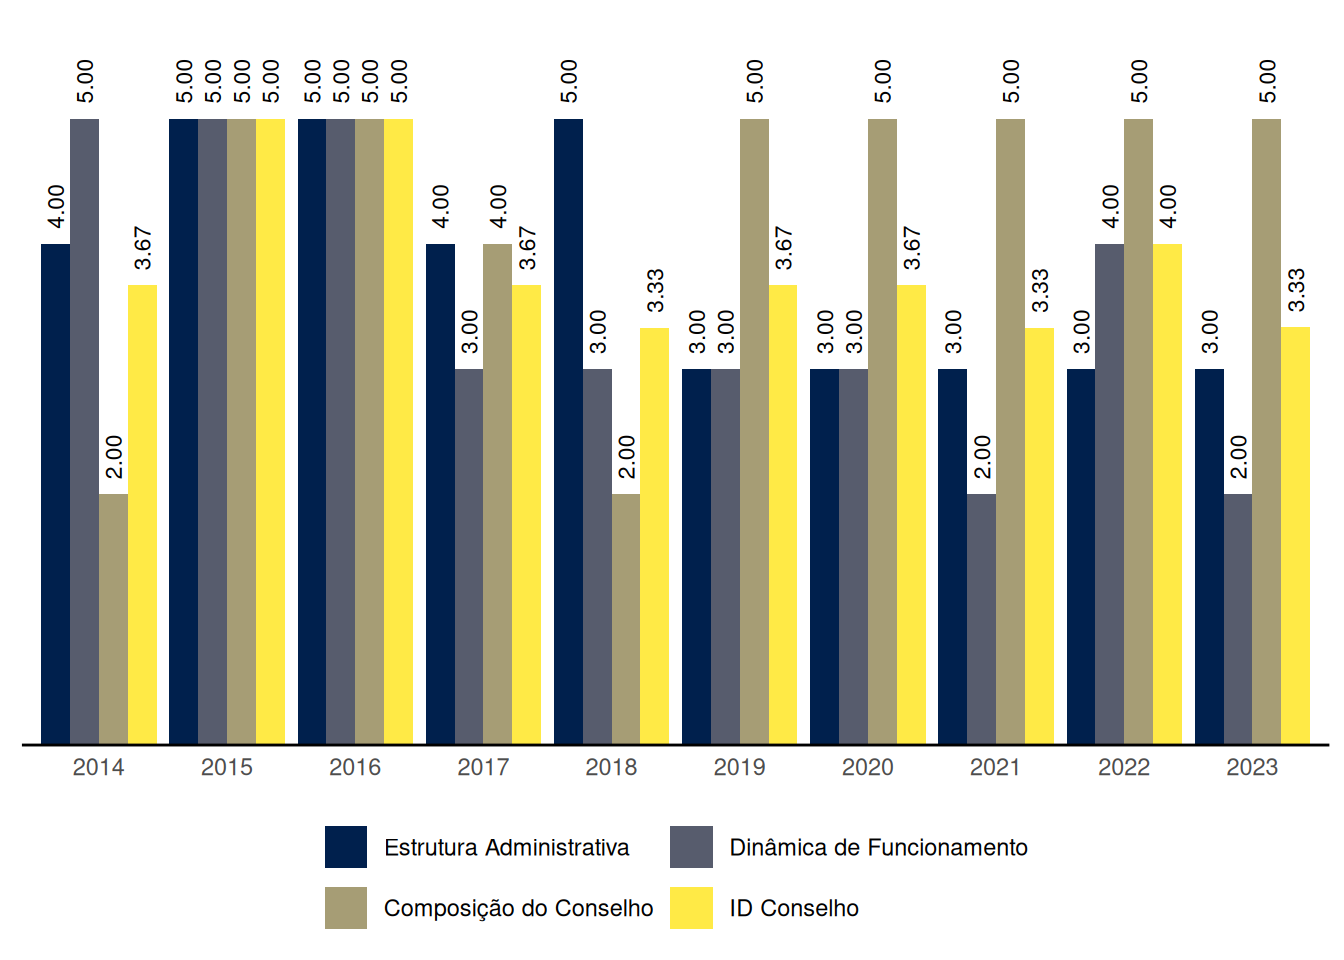 5.00 5.00 5.00 5.00 5.00 5.00 5.00 5.00 5.00 5.00 5.00 5.00 5.00 5.00 5.00
4.00 4.00 4.00 4.00 4.00
3.67 3.67 3.67 3.67
3.33 3.33 3.33
3.00 3.00 3.00 3.00 3.00 3.00 3.00 3.00 3.00
2.00 2.00 2.00 2.00
2014 2015 2016 2017 2018 2019 2020 2021 2022 2023
Estrutura Administrativa Dinâmica de Funcionamento
Composição do Conselho ID Conselho